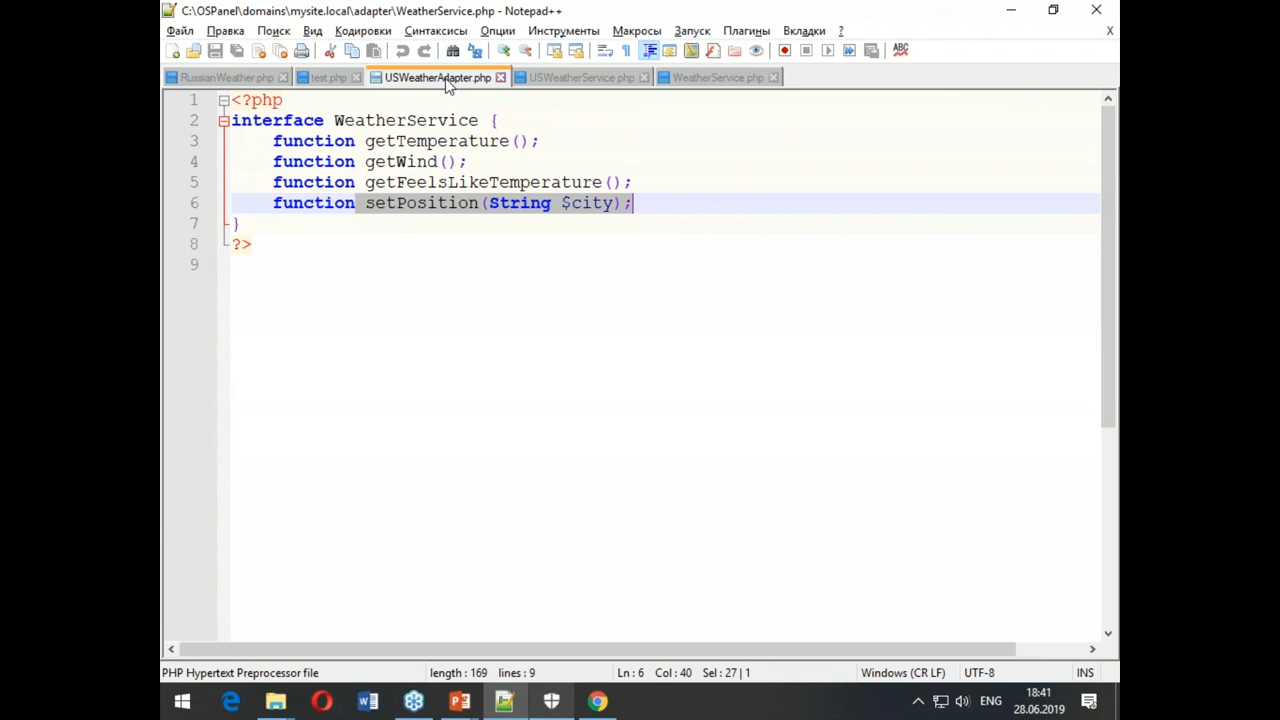 C:\OSPanel\domains\mysite.local\adapter\WeatherService.php - Notepad++
Файл Правка Поиск Вид Кодировки Синтаксисы Опции Инструменты Макросы Запуск Плагины Вкладки ? X
RussianWeather.php test.php USWeatherAdapter.php USWeatherService.php WeatherService.php
1 <?php
2 interface WeatherService {
3 function getTemperature();
4 function getWind();
5 function getFeelsLikeTemperature();
6 function setPosition(String $city);
7 }
8 ?>
9
PHP Hypertext Preprocessor file length : 169 lines : 9 Ln : 6 Col : 40 Sel : 27 | 1 Windows (CR LF) UTF-8 INS
ENG 18:41
28.06.2019